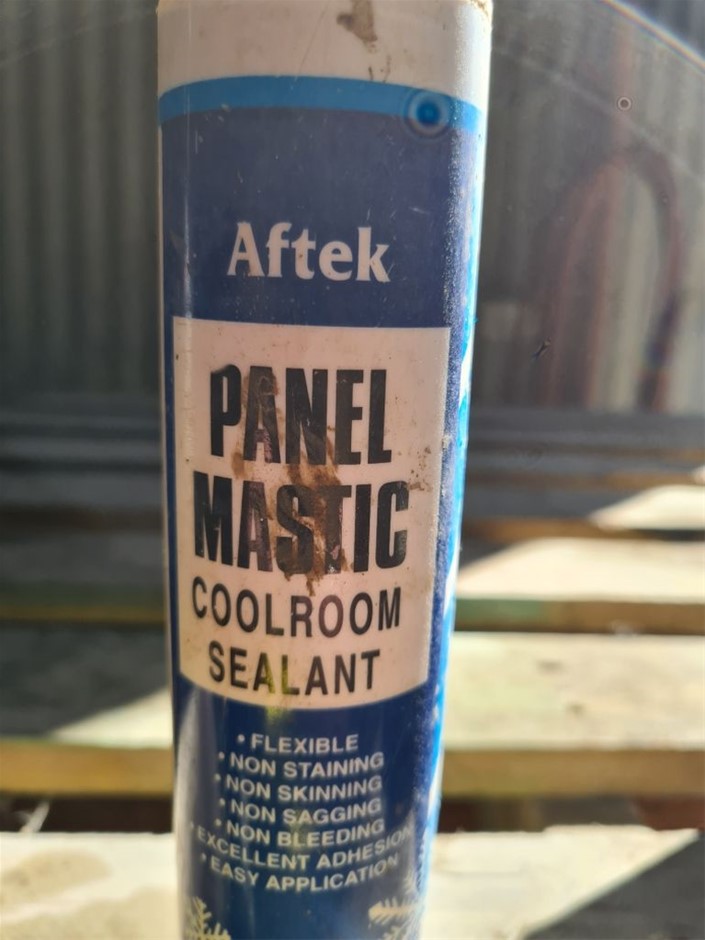 Aftek
PANEL
MASTIC
COOLROOM
SEALANT
• FLEXIBLE
• NON STAINING
• NON SKINNING
• NON SAGGING
• NON BLEEDING
• EXCELLENT ADHESION
• EASY APPLICATION